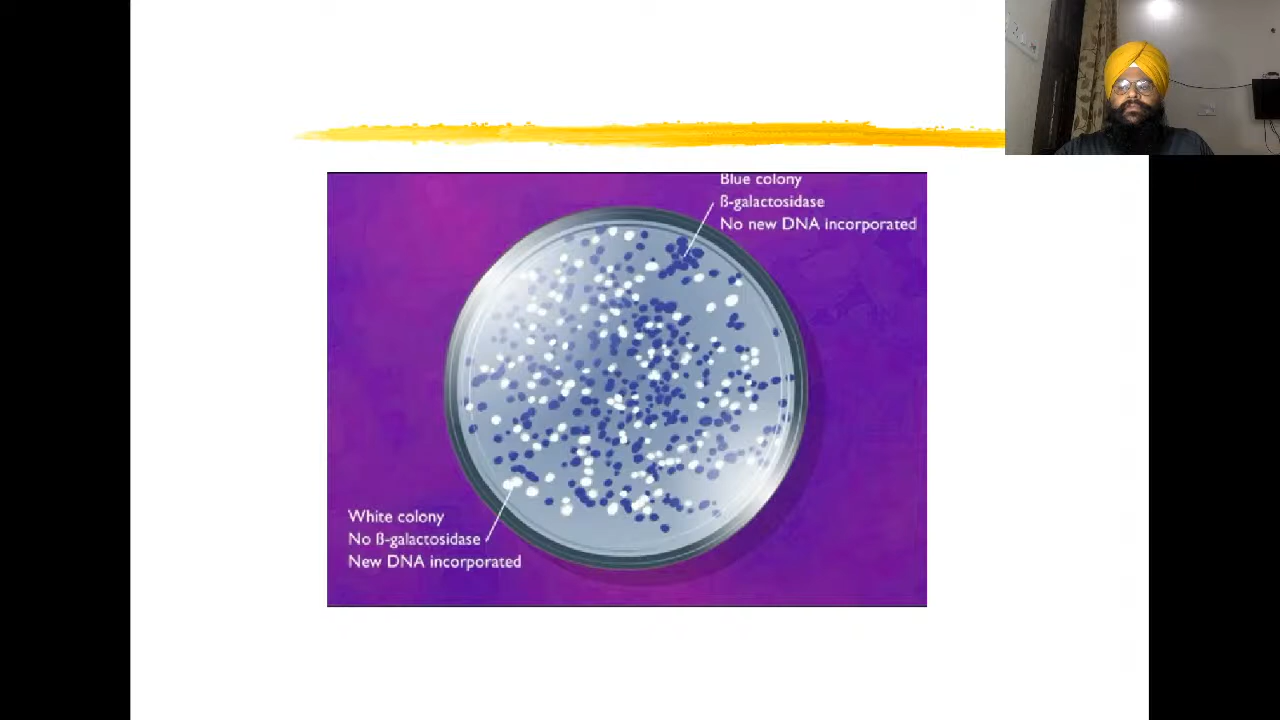 Blue colony
ß-galactosidase
No new DNA incorporated
White colony
No ß-galactosidase
New DNA incorporated